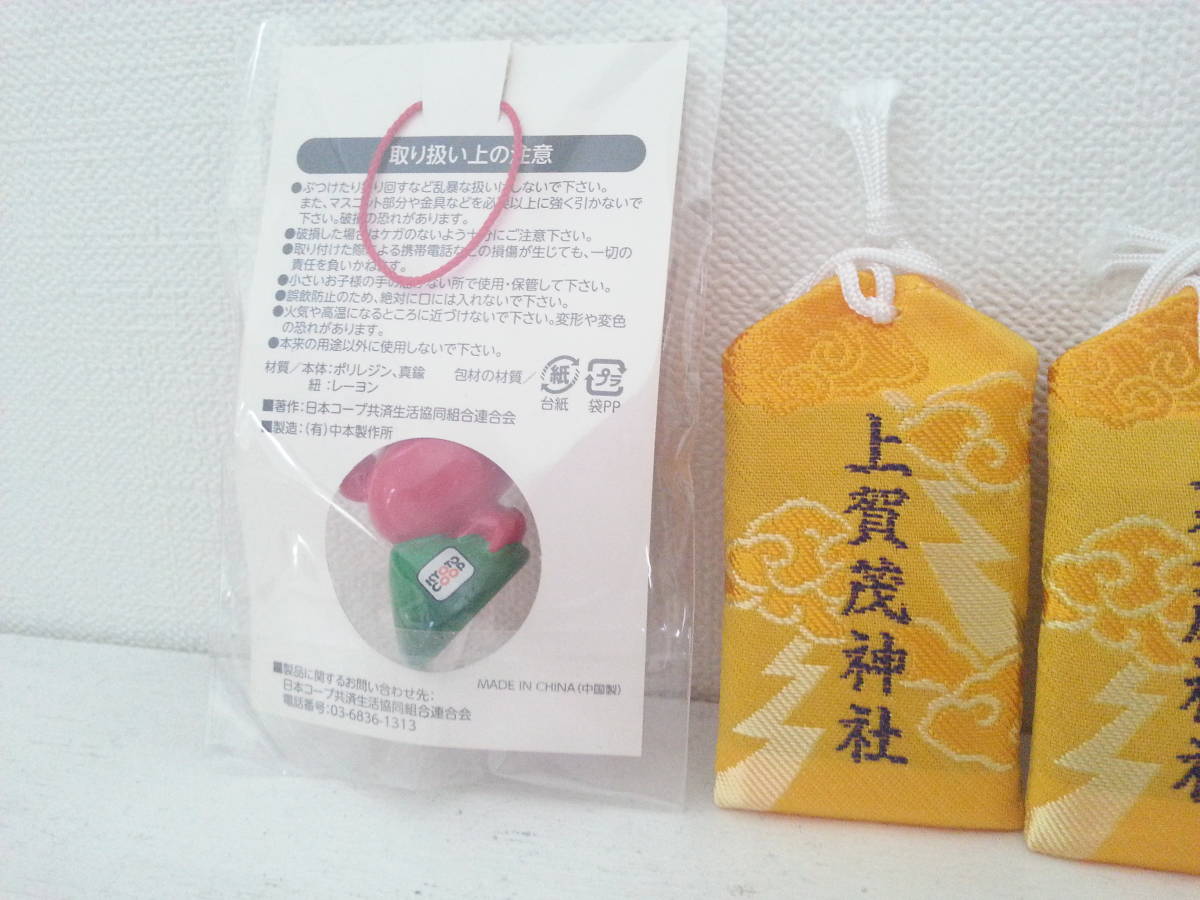 取り扱い上の注意
●ぶつけたり振り回すなど乱暴な扱いはしないで下さい。
また、マスコット部分や金具などを必要以上に強く引かないで
下さい。破損の恐れがあります。
●破損した場合はケガのないよう十分にご注意下さい。
●取り付けた際による携帯電話などの損傷が生じても、一切の
責任を負いかねます。
●小さいお子様の手の届かない所で使用・保管して下さい。
●誤飲防止のため、絶対に口には入れないで下さい。
●火気や高温になるところに近づけないで下さい。変形や変色
の恐れがあります。
●本来の用途以外に使用しないで下さい。
材質/本体:ポリレジン、真鍮 包材の材質/
紐:レーヨン
紙
プラ
台紙
袋PP
■著作:日本コープ共済生活協同組合連合会
■製造:(有)中本製作所
KYOTO
COOP
■製品に関するお問い合わせ先:
日本コープ共済生活協同組合連合会
電話番号:03-6836-1313
MADE IN CHINA(中国製)
上賀茂神社